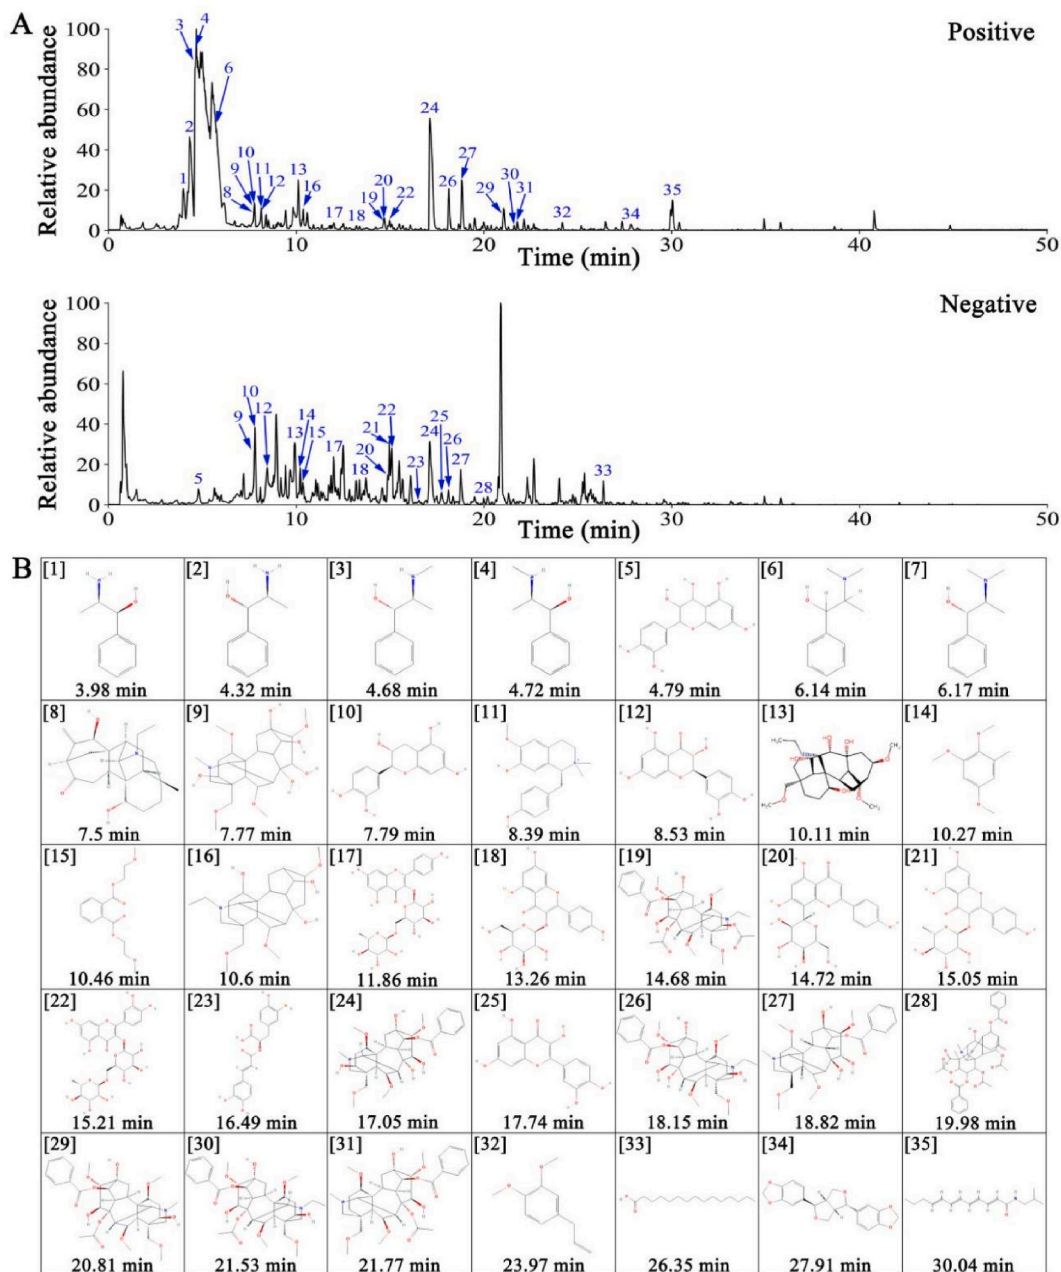 A
Positive
Relative abundance
100
80
60
40
20
0
3 4
6
2
1
10
9 11
8 12
13
16
17 18
19 20 22
24
26
27
29
30 31
32
34
35
0 10 20 30 40 50
Time (min)
Negative
Relative abundance
100
80
60
40
20
0
5
10
9 12
13
14
15
17
18
20
21
22
23
24
25
26
27
28
33
0 10 20 30 40 50
Time (min)
B
[1] [2] [3] [4] [5] [6] [7]
3.98 min 4.32 min 4.68 min 4.72 min 4.79 min 6.14 min 6.17 min
[8] [9] [10] [11] [12] [13] [14]
7.5 min 7.77 min 7.79 min 8.39 min 8.53 min 10.11 min 10.27 min
[15] [16] [17] [18] [19] [20] [21]
10.46 min 10.6 min 11.86 min 13.26 min 14.68 min 14.72 min 15.05 min
[22] [23] [24] [25] [26] [27] [28]
15.21 min 16.49 min 17.05 min 17.74 min 18.15 min 18.82 min 19.98 min
[29] [30] [31] [32] [33] [34] [35]
20.81 min 21.53 min 21.77 min 23.97 min 26.35 min 27.91 min 30.04 min